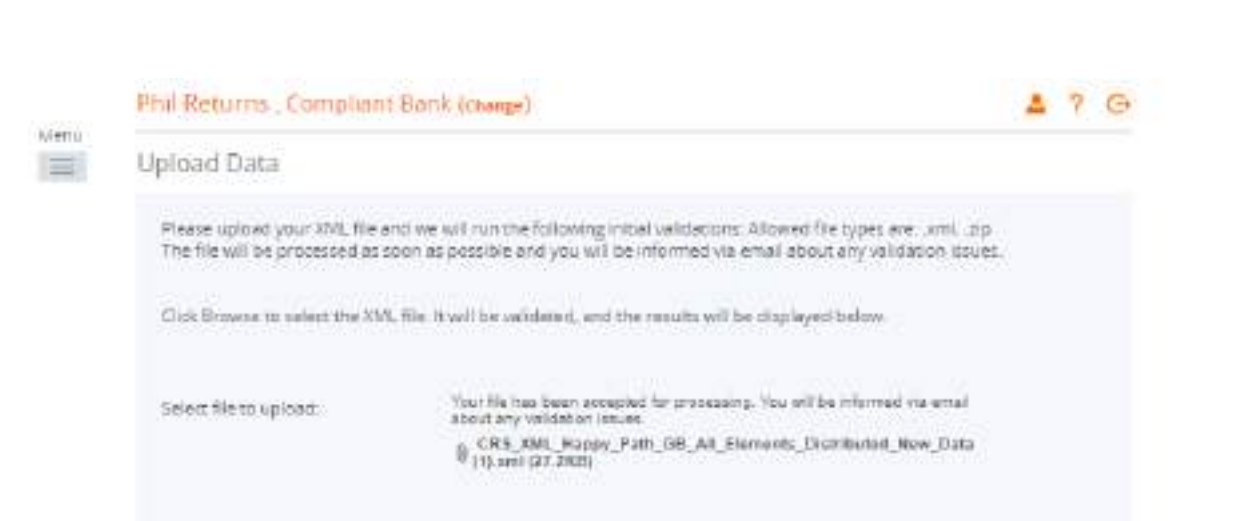 Phil Returns , Compliant Bank (Change)
?
Menu
Upload Data
Please upload your XML file and we will run the following initial validations: Allowed file types are: .xml, .zip
The file will be processed as soon as possible and you will be informed via email about any validation issues.
Click Browse to select the XML file. It will be validated, and the results will be displayed below.
Select file to upload:
Your file has been accepted for processing. You will be informed via email
about any validation issues.
CRS_XML_Happy_Path_GB_All_Elements_Distributed_New_Data
(1).xml